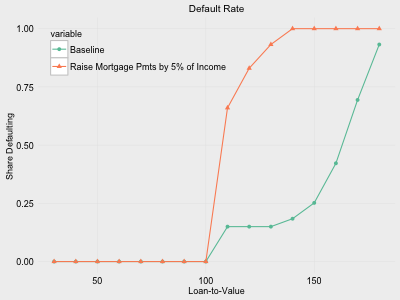 Default Rate
variable
Baseline
Raise Mortgage Pmts by 5% of Income
Share Defaulting
1.00
0.75
0.50
0.25
0.00
50
100
150
Loan-to-Value